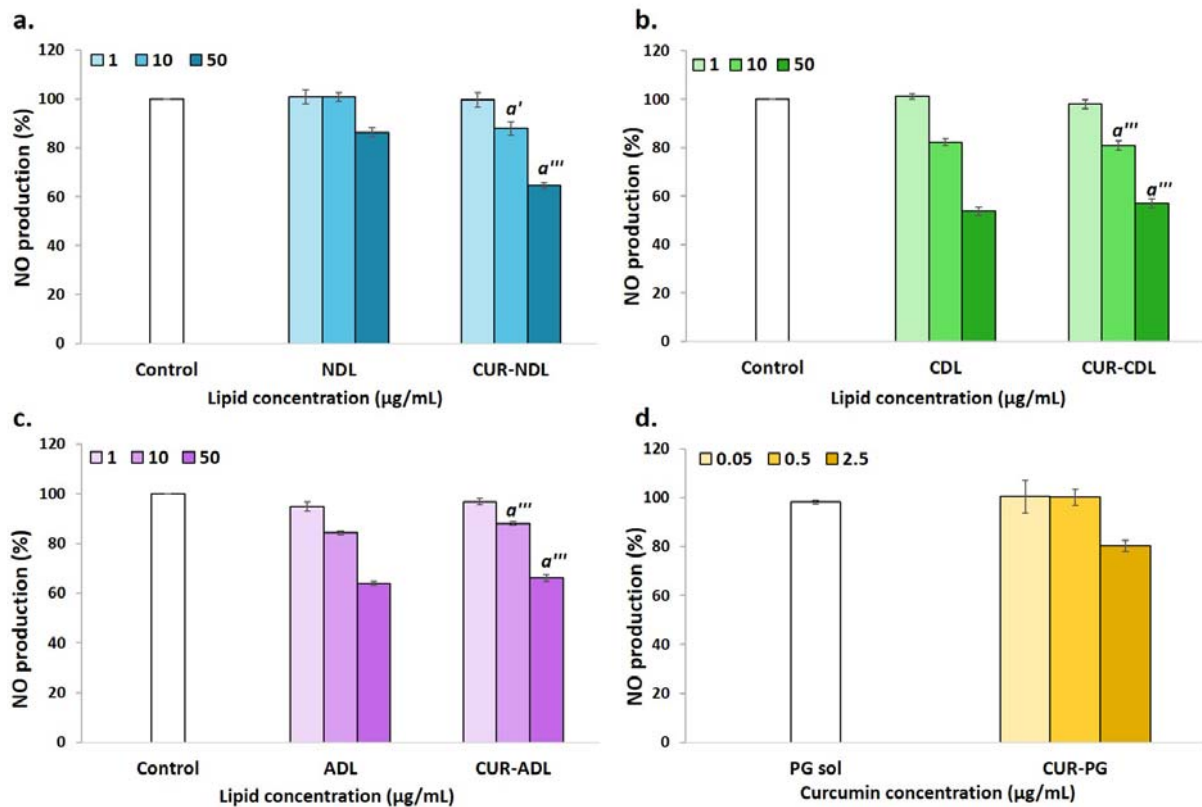 a.
120
100
80
60
40
20
0
NO production (%)
1 10 50
a'
a'''
Control NDL CUR-NDL
Lipid concentration (µg/mL)
b.
120
100
80
60
40
20
0
NO production (%)
1 10 50
a'''
a'''
Control CDL CUR-CDL
Lipid concentration (µg/mL)
c.
120
100
80
60
40
20
0
NO production (%)
1 10 50
a'''
a'''
Control ADL CUR-ADL
Lipid concentration (µg/mL)
d.
120
100
80
60
40
20
0
NO production (%)
0.05 0.5 2.5
PG sol CUR-PG
Curcumin concentration (µg/mL)